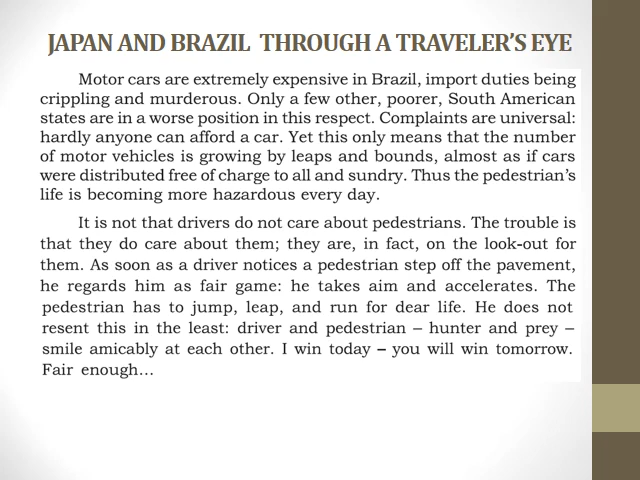 JAPAN AND BRAZIL THROUGH A TRAVELER'S EYE
Motor cars are extremely expensive in Brazil, import duties being
crippling and murderous. Only a few other, poorer, South American
states are in a worse position in this respect. Complaints are universal:
hardly anyone can afford a car. Yet this only means that the number
of motor vehicles is growing by leaps and bounds, almost as if cars
were distributed free of charge to all and sundry. Thus the pedestrian's
life is becoming more hazardous every day.
It is not that drivers do not care about pedestrians. The trouble is
that they do care about them; they are, in fact, on the look-out for
them. As soon as a driver notices a pedestrian step off the pavement,
he regards him as fair game: he takes aim and accelerates. The
pedestrian has to jump, leap, and run for dear life. He does not
resent this in the least: driver and pedestrian – hunter and prey –
smile amicably at each other. I win today – you will win tomorrow.
Fair enough...